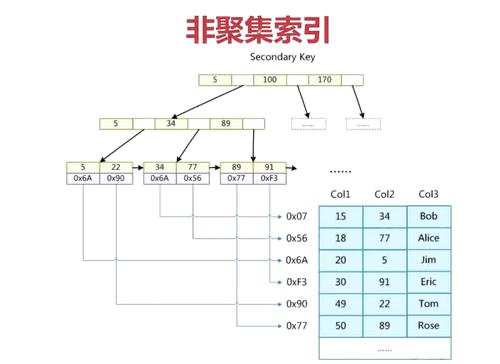 非聚集索引
Secondary Key
5 100 170
5 34 89
...... ......
5 22 34 77 89 91
0x6A 0x90 0x6A 0x56 0x77 0xF3
......
Col1 Col2 Col3
0x07 15 34 Bob
0x56 18 77 Alice
0x6A 20 5 Jim
0xF3 30 91 Eric
0x90 49 22 Tom
0x77 50 89 Rose
......